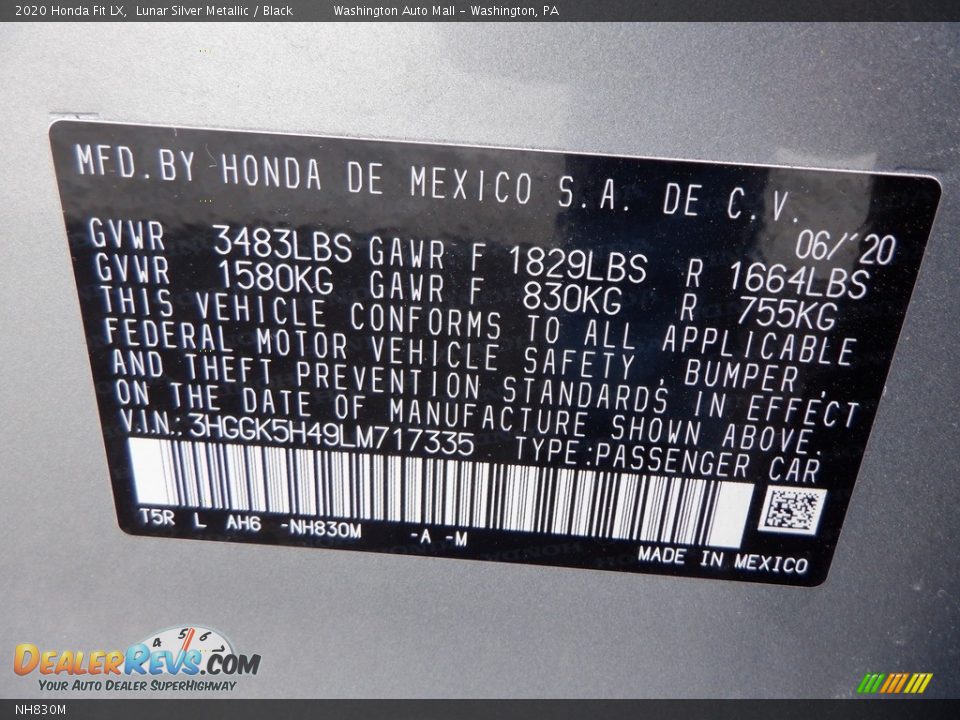 2020 Honda Fit LX, Lunar Silver Metallic / Black Washington Auto Mall - Washington, PA
MFD.BY HONDA DE MEXICO S.A. DE C.V.
06/'20
GVWR 3483LBS GAWR F 1829LBS R 1664LBS
GVWR 1580KG GAWR F 830KG R 755KG
THIS VEHICLE CONFORMS TO ALL APPLICABLE
FEDERAL MOTOR VEHICLE SAFETY, BUMPER,
AND THEFT PREVENTION STANDARDS IN EFFECT
ON THE DATE OF MANUFACTURE SHOWN ABOVE.
V.I.N.: 3HGGK5H49LM717335 TYPE:PASSENGER CAR
T5R L AH6 -NH830M -A -M
MADE IN MEXICO
4 5 6
DEALERREVS.COM
YOUR AUTO DEALER SUPERHIGHWAY
NH830M